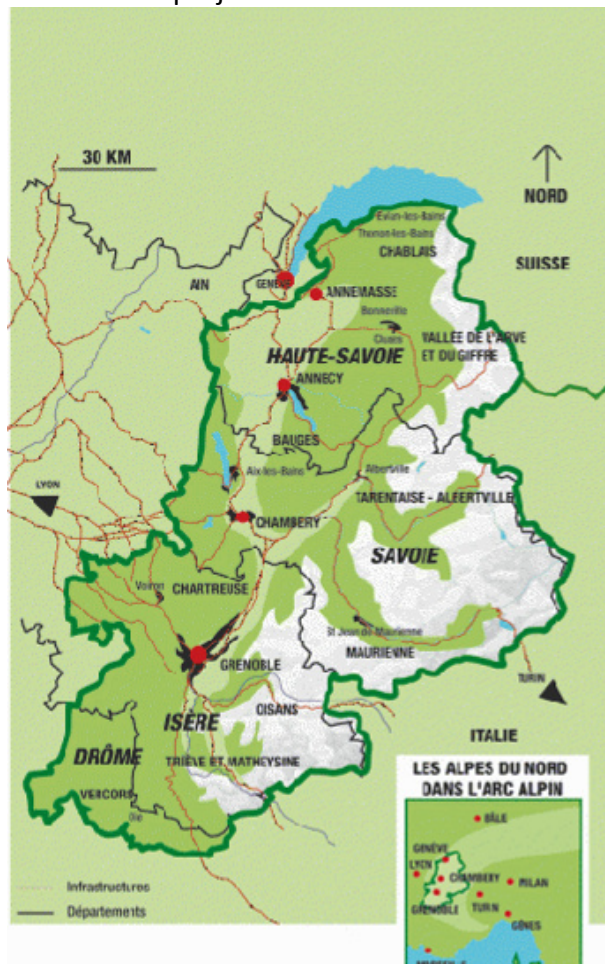 30 KM
NORD
Evian-les-Bains
Thonon-les-Bains
CHABLAIS
SUISSE
AIN
GENÈVE
ANNEMASSE
Bonneville
Cluses
VALLÉE DE L'ARVE
ET DU GIFFRE
HAUTE-SAVOIE
ANNECY
BAUGES
Aix-les-Bains
Albertville
LYON
TARENTAISE - ALBERTVILLE
CHAMBERY
SAVOIE
Voiron
CHARTREUSE
St Jean de Maurienne
MAURIENNE
GRENOBLE
TURIN
OISANS
ISÈRE
ITALIE
DRÔME
TRIÈVE ET MATHEYSINE
VERCORS
Die
LES ALPES DU NORD
DANS L'ARC ALPIN
BÂLE
GENÈVE
LYON
CHAMBERY
MILAN
GRENOBLE
TURIN
GÊNES
Infrastructures
Départements